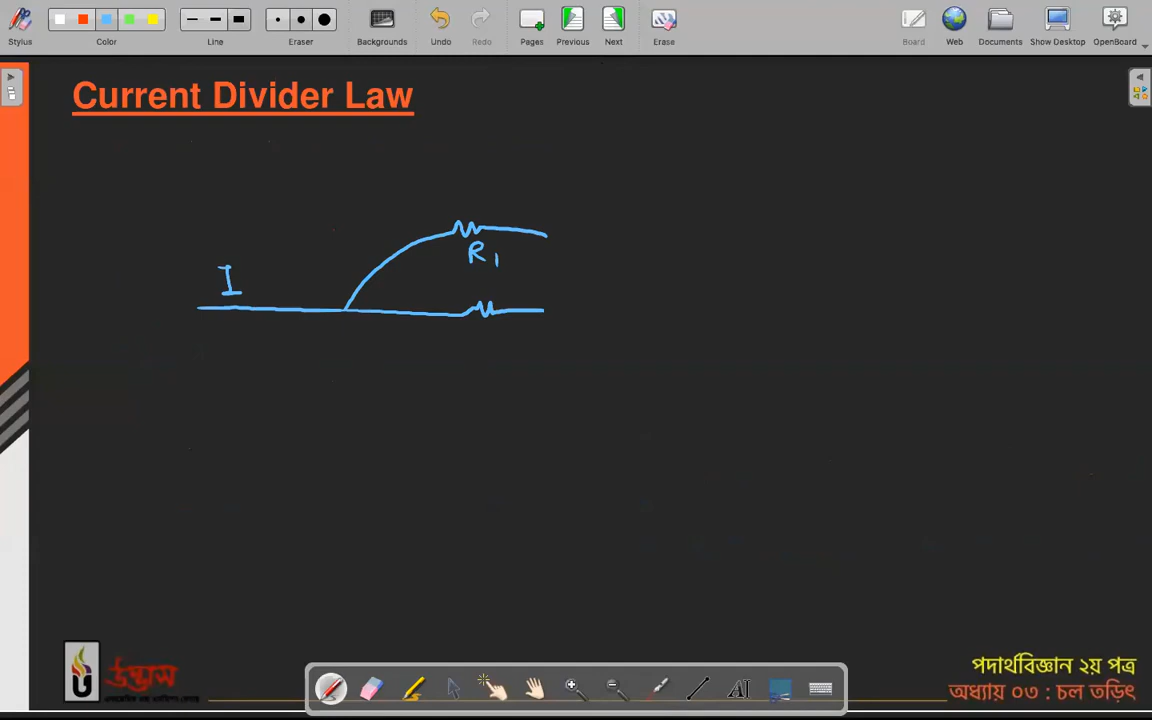 Stylus Color Line Eraser Backgrounds Undo Redo Pages Previous Next Erase Board Web Documents Show Desktop OpenBoard
Current Divider Law
R1
I
উদ্ভাস
পদার্থবিজ্ঞান ২য় পত্র
অধ্যায় ০৩ : চল তড়িৎ